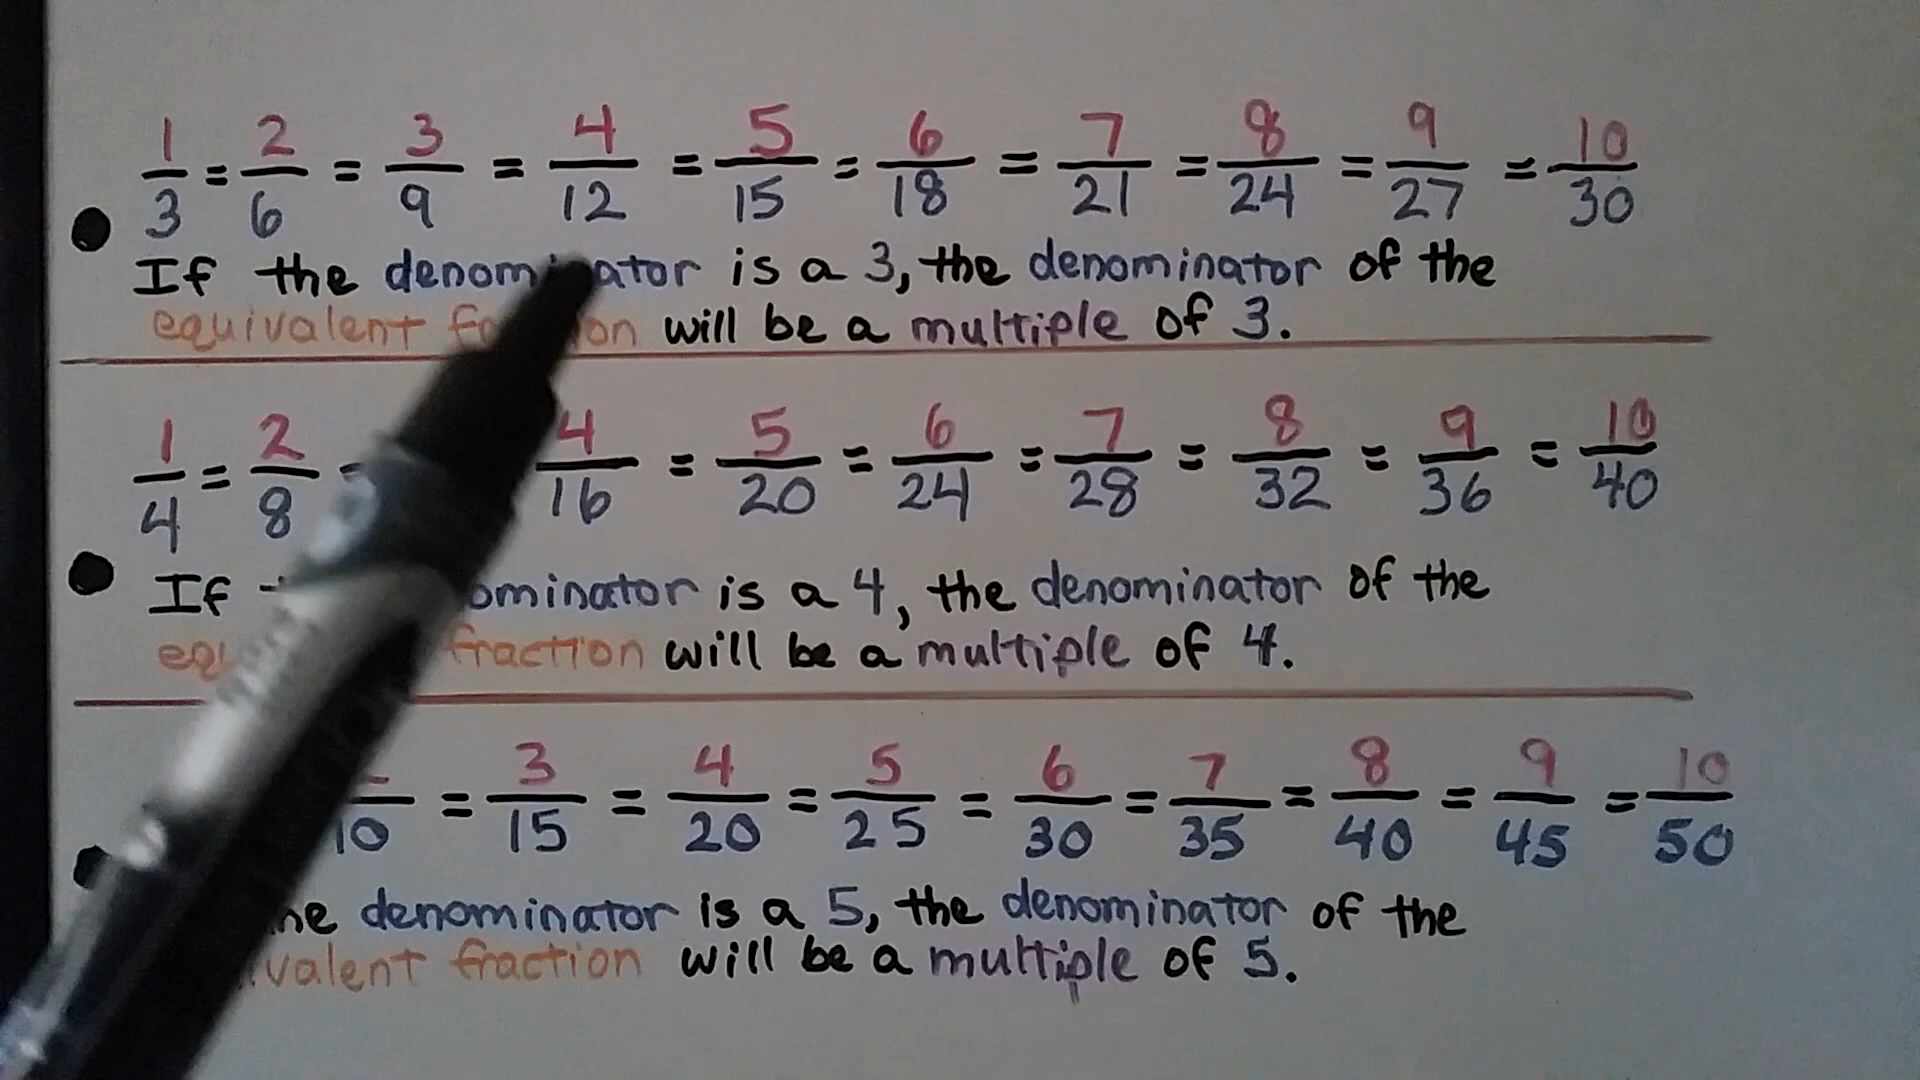 1/3 = 2/6 = 3/9 = 4/12 = 5/15 = 6/18 = 7/21 = 8/24 = 9/27 = 10/30
If the denominator is a 3, the denominator of the
equivalent will be a multiple of 3.
1/4 = 2/8 = 4/16 = 5/20 = 6/24 = 7/28 = 8/32 = 9/36 = 10/40
If is a 4, the denominator of the
fraction will be a multiple of 4.
/10 = 3/15 = 4/20 = 5/25 = 6/30 = 7/35 = 8/40 = 9/45 = 10/50
denominator is a 5, the denominator of the
fraction will be a multiple of 5.